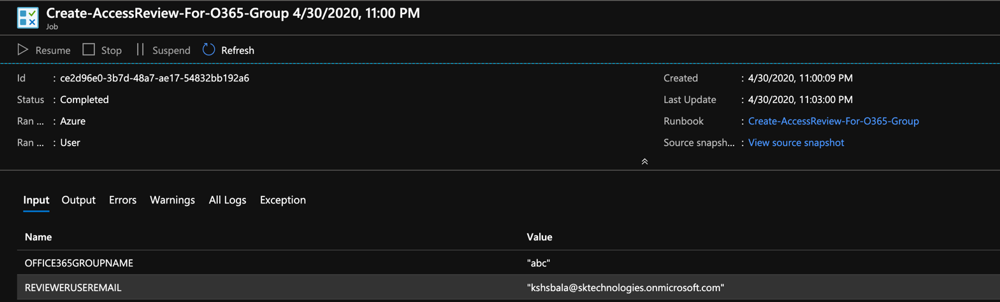 Create-AccessReview-For-O365-Group 4/30/2020, 11:00 PM
Job
Resume Stop Suspend Refresh
Id : ce2d96e0-3b7d-48a7-ae17-54832bb192a6 Created : 4/30/2020, 11:00:09 PM
Status : Completed Last Update : 4/30/2020, 11:03:00 PM
Ran ... : Azure Runbook : Create-AccessReview-For-O365-Group
Ran ... : User Source snapsh... : View source snapshot
Input Output Errors Warnings All Logs Exception
Name Value
OFFICE365GROUPNAME "abc"
REVIEWERUSEREMAIL "kshsbala@sktechnologies.onmicrosoft.com"